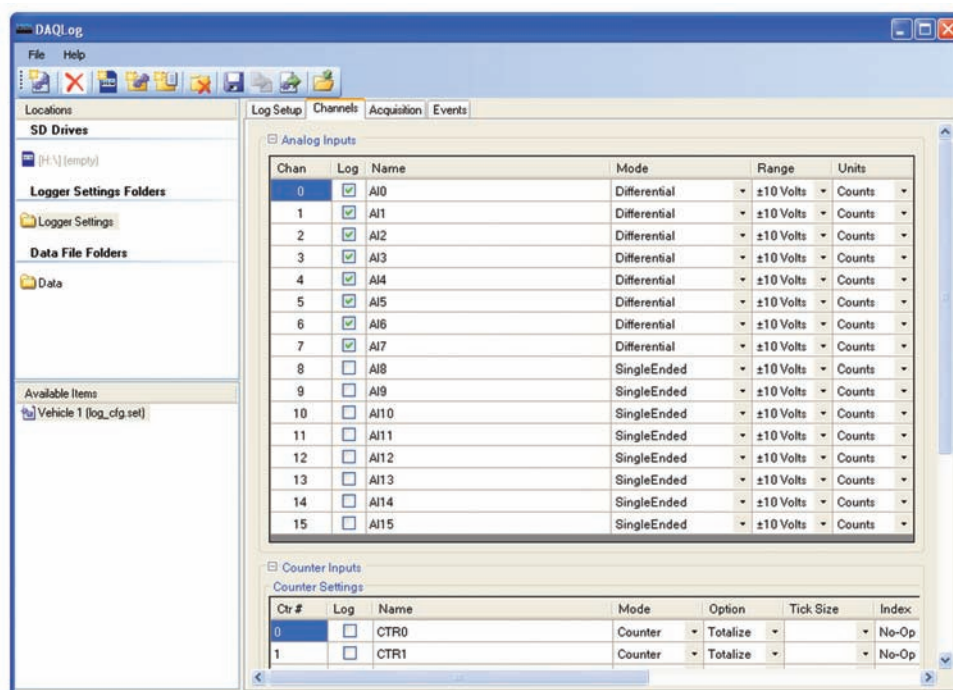 DAQLog
File Help
Locations
SD Drives
[H:\] (empty)
Logger Settings Folders
Logger Settings
Data File Folders
Data
Available Items
Vehicle 1 (log_cfg.set)
Log Setup Channels Acquisition Events
Analog Inputs
Chan Log Name Mode Range Units
0 AI0 Differential ±10 Volts Counts
1 AI1 Differential ±10 Volts Counts
2 AI2 Differential ±10 Volts Counts
3 AI3 Differential ±10 Volts Counts
4 AI4 Differential ±10 Volts Counts
5 AI5 Differential ±10 Volts Counts
6 AI6 Differential ±10 Volts Counts
7 AI7 Differential ±10 Volts Counts
8 AI8 SingleEnded ±10 Volts Counts
9 AI9 SingleEnded ±10 Volts Counts
10 AI10 SingleEnded ±10 Volts Counts
11 AI11 SingleEnded ±10 Volts Counts
12 AI12 SingleEnded ±10 Volts Counts
13 AI13 SingleEnded ±10 Volts Counts
14 AI14 SingleEnded ±10 Volts Counts
15 AI15 SingleEnded ±10 Volts Counts
Counter Inputs
Counter Settings
Ctr # Log Name Mode Option Tick Size Index
0 CTR0 Counter Totalize No-Op
1 CTR1 Counter Totalize No-Op